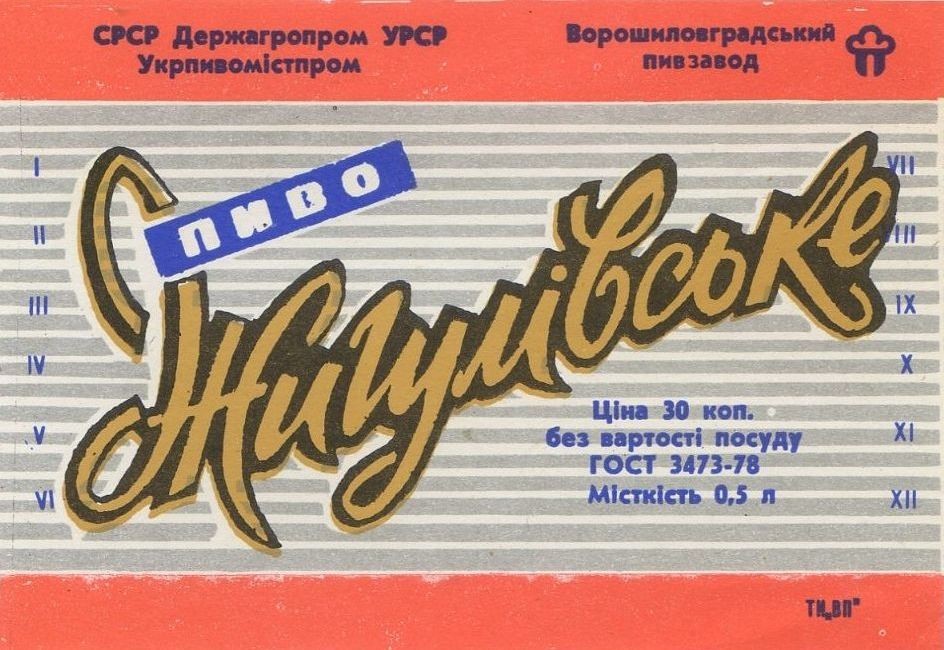 СРСР Держагропром УРСР
Укрпивомістпром
Ворошиловградський
пивзавод
ПИВО
Жигулівське
I
II
III
IV
V
VI
VII
VIII
IX
X
XI
XII
Ціна 30 коп.
без вартості посуду
ГОСТ 3473-78
Місткість 0,5 л
ТИ„ВП"